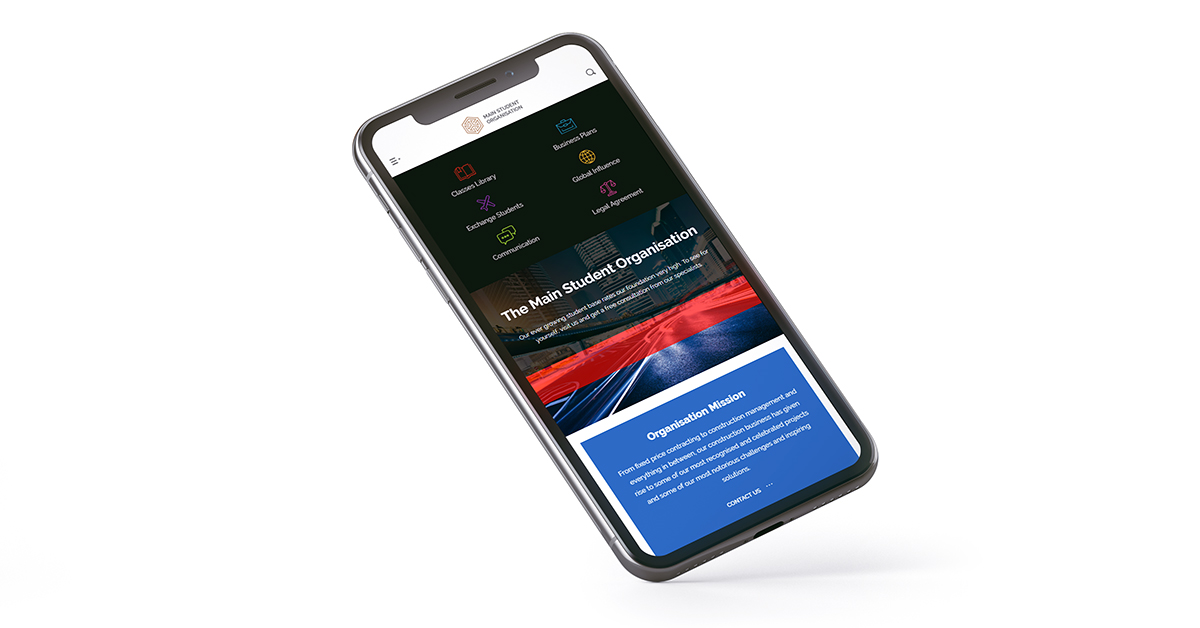 MAIN STUDENT
ORGANISATION
Classes Library
Business Plans
Exchange Students
Global Influence
Communication
Legal Agreement
The Main Student Organisation
Our ever growing student base rates our foundation very high. To see for
yourself, visit us and get a free consultation from our specialists.
Organisation Mission
From fixed price contracting to construction management and
everything in between, our construction business has given
rise to some of our most recognised and celebrated projects
and some of our most notorious challenges and inspiring
solutions.
CONTACT US ...